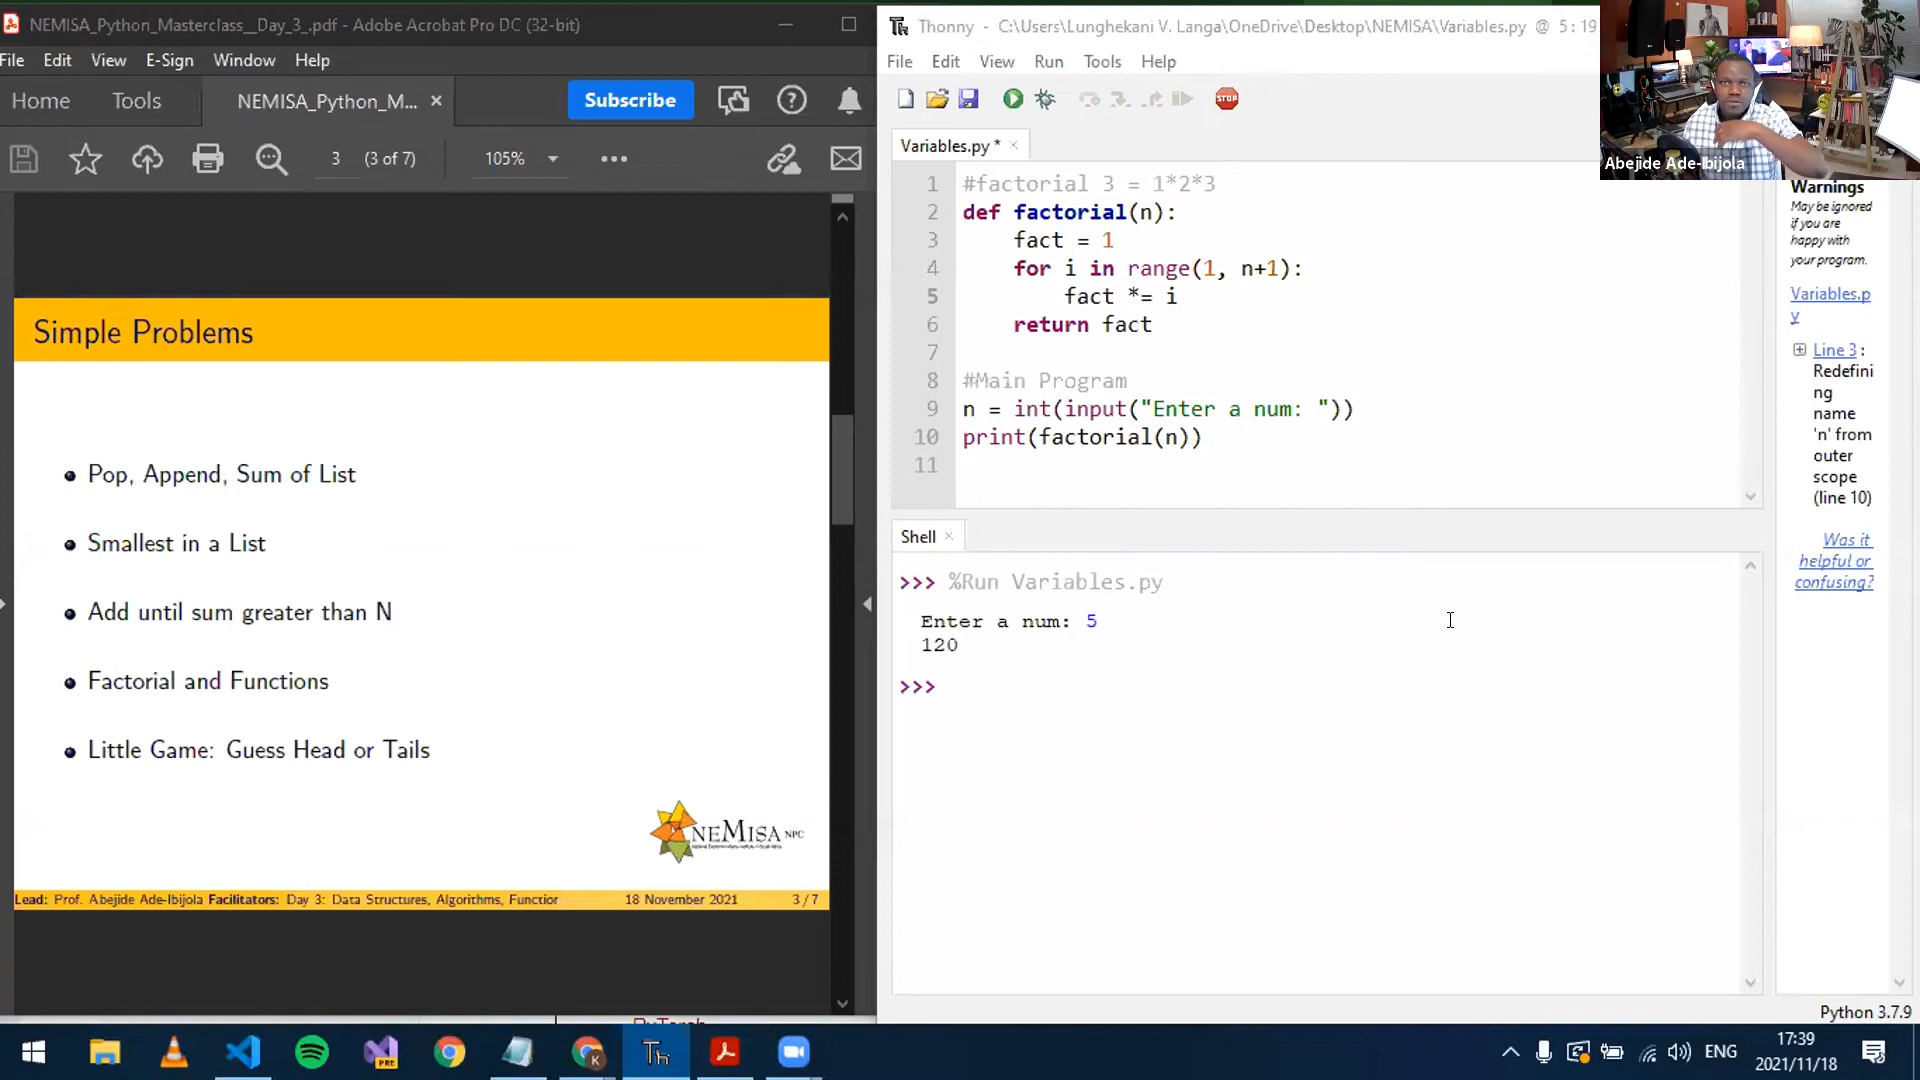 NEMISA_Python_Masterclass__Day_3_.pdf - Adobe Acrobat Pro DC (32-bit)
File Edit View E-Sign Window Help
Home Tools NEMISA_Python_M... Subscribe
3 (3 of 7) 105%
Simple Problems
Pop, Append, Sum of List
Smallest in a List
Add until sum greater than N
Factorial and Functions
Little Game: Guess Head or Tails
NEMISA NPC
Lead: Prof. Abejide Ade-Ibijola Facilitators: Day 3: Data Structures, Algorithms, Function 18 November 2021 3 / 7
Thonny - C:\Users\Lunghekani V. Langa\OneDrive\Desktop\NEMISA\Variables.py @ 5:19
File Edit View Run Tools Help
STOP
Variables.py *
1 #factorial 3 = 1*2*3
2 def factorial(n):
3 fact = 1
4 for i in range(1, n+1):
5 fact *= i
6 return fact
7
8 #Main Program
9 n = int(input("Enter a num: "))
10 print(factorial(n))
11
Shell
>>> %Run Variables.py
Enter a num: 5
120
>>>
Abejide Ade-Ibijola
Warnings
May be ignored
if you are
happy with
your program.
Variables.p
y
Line 3 :
Redefini
ng
name
'n' from
outer
scope
(line 10)
Was it
helpful or
confusing?
Python 3.7.9
PRE
K
Th
ENG
17:39
2021/11/18